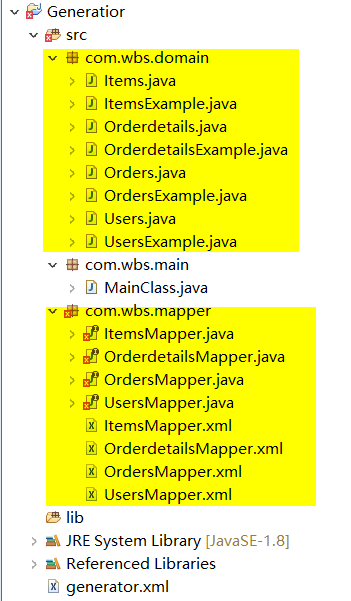 Generatior
src
com.wbs.domain
Items.java
ItemsExample.java
Orderdetails.java
OrderdetailsExample.java
Orders.java
OrdersExample.java
Users.java
UsersExample.java
com.wbs.main
MainClass.java
com.wbs.mapper
ItemsMapper.java
OrderdetailsMapper.java
OrdersMapper.java
UsersMapper.java
ItemsMapper.xml
OrderdetailsMapper.xml
OrdersMapper.xml
UsersMapper.xml
lib
JRE System Library [JavaSE-1.8]
Referenced Libraries
generator.xml